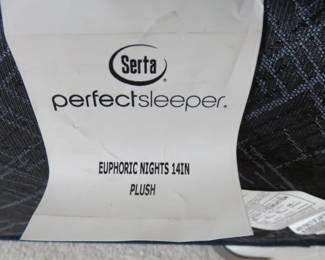 Serta®
perfectsleeper®
EUPHORIC NIGHTS 14IN
PLUSH